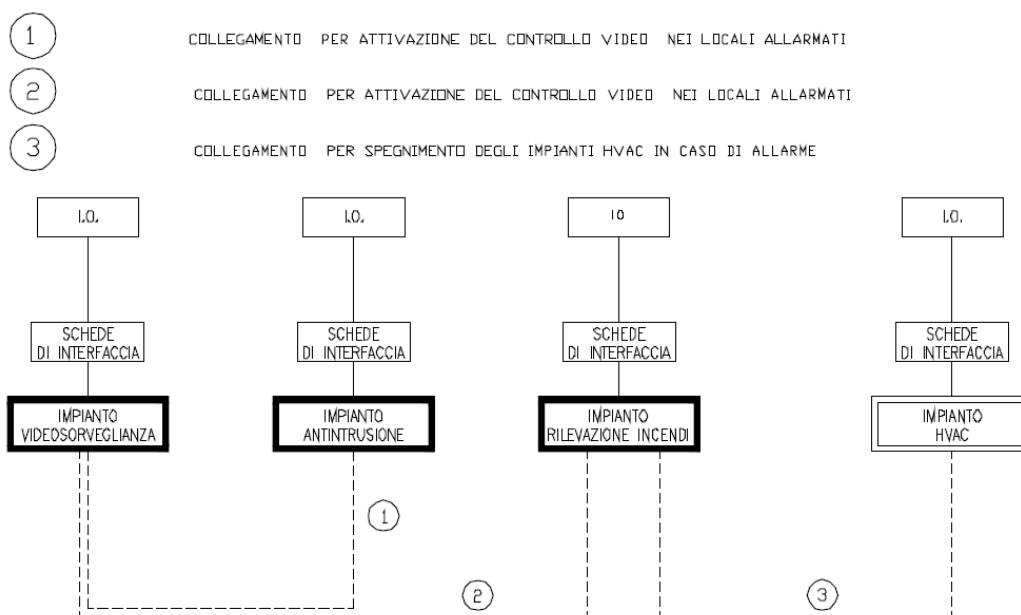 1 COLLEGAMENTO PER ATTIVAZIONE DEL CONTROLLO VIDEO NEI LOCALI ALLARMATI
2 COLLEGAMENTO PER ATTIVAZIONE DEL CONTROLLO VIDEO NEI LOCALI ALLARMATI
3 COLLEGAMENTO PER SPEGNIMENTO DEGLI IMPIANTI HVAC IN CASO DI ALLARME
I.O.
I.O.
IO
I.O.
SCHEDE
DI INTERFACCIA
SCHEDE
DI INTERFACCIA
SCHEDE
DI INTERFACCIA
SCHEDE
DI INTERFACCIA
IMPIANTO
VIDEOSORVEGLIANZA
IMPIANTO
ANTINTRUSIONE
IMPIANTO
RILEVAZIONE INCENDI
IMPIANTO
HVAC
1
2
3